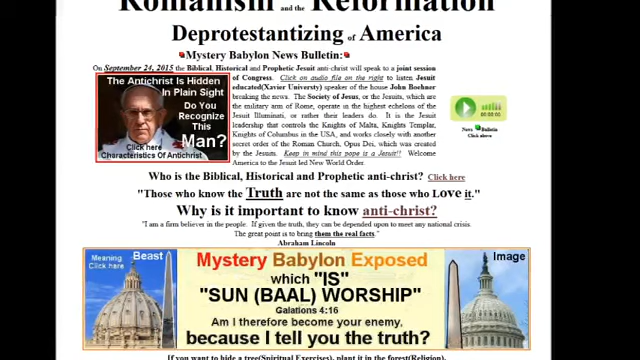 Romanism and the Reformation
Deprotestantizing of America
Mystery Babylon News Bulletin:
On September 24, 2015 the Biblical, Historical and Prophetic Jesuit anti-christ will speak to a joint session
of Congress. Click on audio file on the right to listen Jesuit
educated(Xavier University) speaker of the house John Boehner
breaking the news. The Society of Jesus, or the Jesuits, which are
the military arm of Rome, operate in the highest echelons of the
Jesuit Illuminati, or rather their leaders do. It is the Jesuit
leadership that controls the Knights of Malta, Knights Templar,
Knights of Columbus in the USA, and works closely with another
secret order of the Roman Church, Opus Dei, which was created
by the Jesuits. Keep in mind this pope is a Jesuit!! Welcome
America to the Jesuit led New World Order.
The Antichrist Is Hidden
In Plain Sight
Do You
Recognize
This
Man?
Click here
Characteristics Of Antichrist
00:00:00
News Bulletin
Click above
Who is the Biblical, Historical and Prophetic anti-christ? Click here
"Those who know the Truth are not the same as those who Love it."
Why is it important to know anti-christ?
"I am a firm believer in the people. If given the truth, they can be depended upon to meet any national crisis.
The great point is to bring them the real facts."
Abraham Lincoln
Meaning
Click here
Beast
Mystery Babylon Exposed
which "IS"
"SUN (BAAL) WORSHIP"
Galations 4:16
Am I therefore become your enemy,
because I tell you the truth?
Image
If you want to hide a tree(Spiritual Exercises), plant it in the forest(Religion).